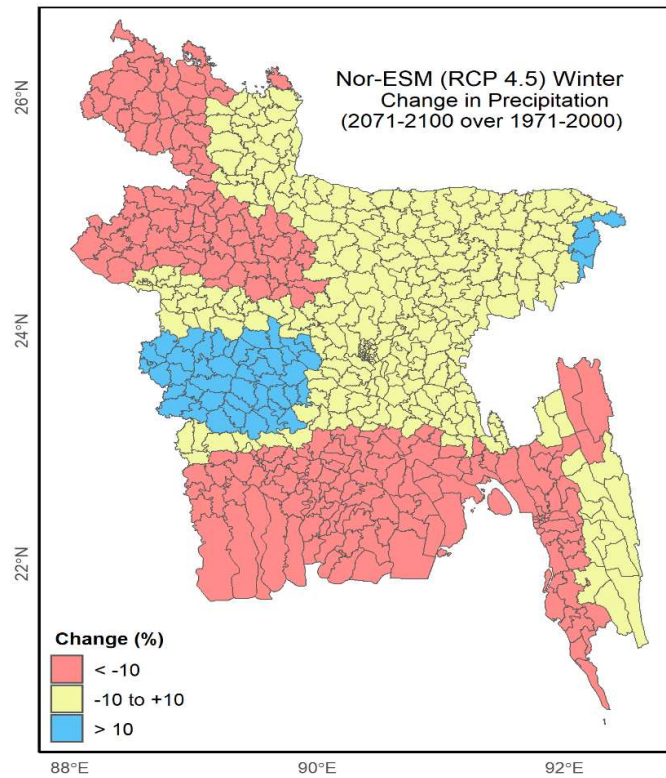 Nor-ESM (RCP 4.5) Winter
Change in Precipitation
(2071-2100 over 1971-2000)
26°N
24°N
22°N
Change (%)
< -10
-10 to +10
> 10
88°E 90°E 92°E